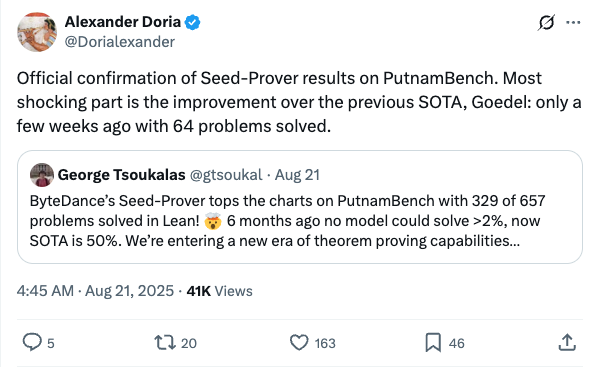 Alexander Doria
@Dorialexander
Official confirmation of Seed-Prover results on PutnamBench. Most
shocking part is the improvement over the previous SOTA, Goedel: only a
few weeks ago with 64 problems solved.
George Tsoukalas @gtsoukal · Aug 21
ByteDance’s Seed-Prover tops the charts on PutnamBench with 329 of 657
problems solved in Lean! 🤯 6 months ago no model could solve >2%, now
SOTA is 50%. We’re entering a new era of theorem proving capabilities...
4:45 AM · Aug 21, 2025 · 41K Views
5 20 163 46